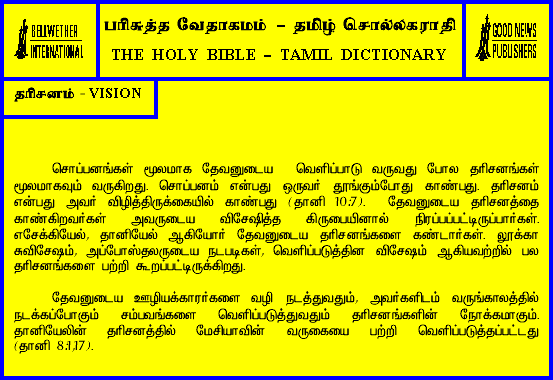 BELLWETHER
INTERNATIONAL
பரிசுத்த வேதாகமம் - தமிழ் சொல்லகராதி
THE HOLY BIBLE - TAMIL DICTIONARY
GOOD NEWS
PUBLISHERS
தரிசனம் - VISION
சொப்பனங்கள் மூலமாக தேவனுடைய வெளிப்பாடு வருவது போல தரிசனங்கள்
மூலமாகவும் வருகிறது. சொப்பனம் என்பது ஒருவர் தூங்கும்போது காண்பது. தரிசனம்
என்பது அவர் விழித்திருக்கையில் காண்பது (தானி 10:7). தேவனுடைய தரிசனத்தை
காண்கிறவர்கள் அவருடைய விசேஷித்த கிருபையினால் நிரப்பப்பட்டிருப்பார்கள்.
எசேக்கியேல், தானியேல் ஆகியோர் தேவனுடைய தரிசனங்களை கண்டார்கள். லூக்கா
சுவிசேஷம், அப்போஸ்தலருடைய நடபடிகள், வெளிப்படுத்தின விசேஷம் ஆகியவற்றில் பல
தரிசனங்களை பற்றி கூறப்பட்டிருக்கிறது.
தேவனுடைய ஊழியக்காரர்களை வழி நடத்துவதும், அவர்களிடம் வருங்காலத்தில்
நடக்கப்போகும் சம்பவங்களை வெளிப்படுத்துவதும் தரிசனங்களின் நோக்கமாகும்.
தானியேலின் தரிசனத்தில் மேசியாவின் வருகையை பற்றி வெளிப்படுத்தப்பட்டது
(தானி 8:1,17).